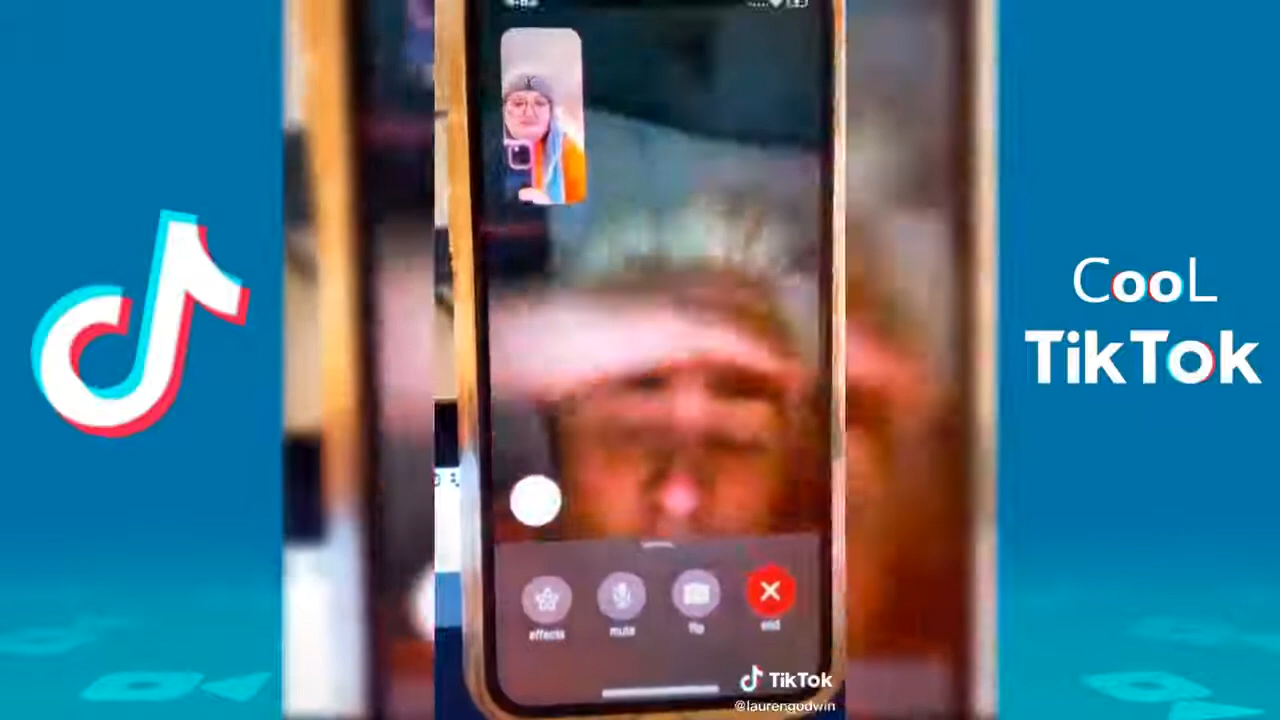 CooL
TikTok
effects
mute
flip
end
TikTok
@laurengodwin